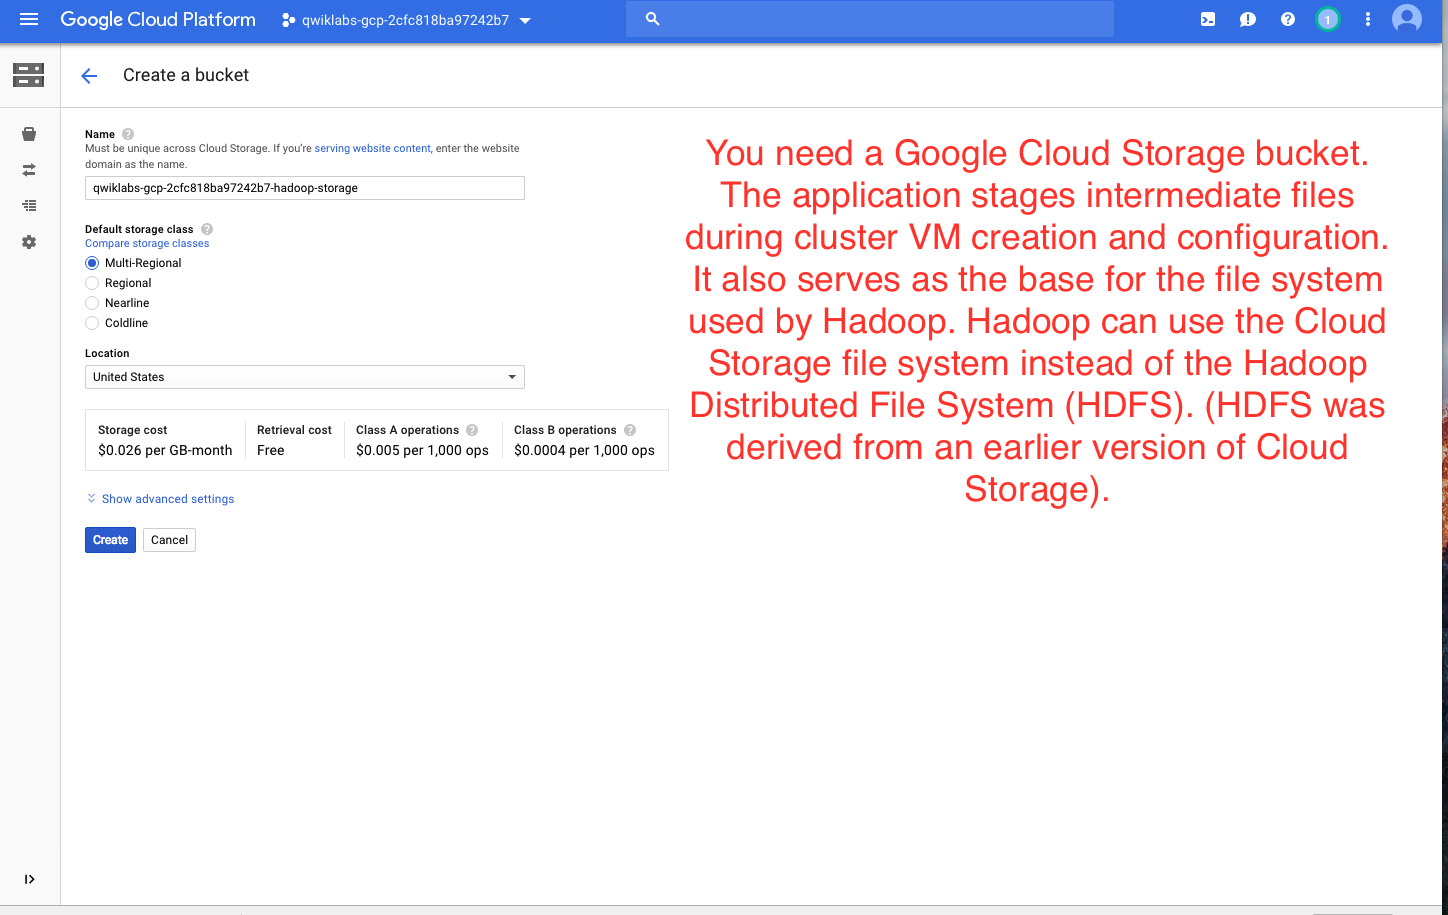 Google Cloud Platform
qwiklabs-gcp-2cfc818ba97242b7
1
Create a bucket
Name
Must be unique across Cloud Storage. If you're serving website content, enter the website
domain as the name.
qwiklabs-gcp-2cfc818ba97242b7-hadoop-storage
Default storage class
Compare storage classes
Multi-Regional
Regional
Nearline
Coldline
Location
United States
Storage cost
$0.026 per GB-month
Retrieval cost
Free
Class A operations
$0.005 per 1,000 ops
Class B operations
$0.0004 per 1,000 ops
Show advanced settings
Create
Cancel
You need a Google Cloud Storage bucket.
The application stages intermediate files
during cluster VM creation and configuration.
It also serves as the base for the file system
used by Hadoop. Hadoop can use the Cloud
Storage file system instead of the Hadoop
Distributed File System (HDFS). (HDFS was
derived from an earlier version of Cloud
Storage).